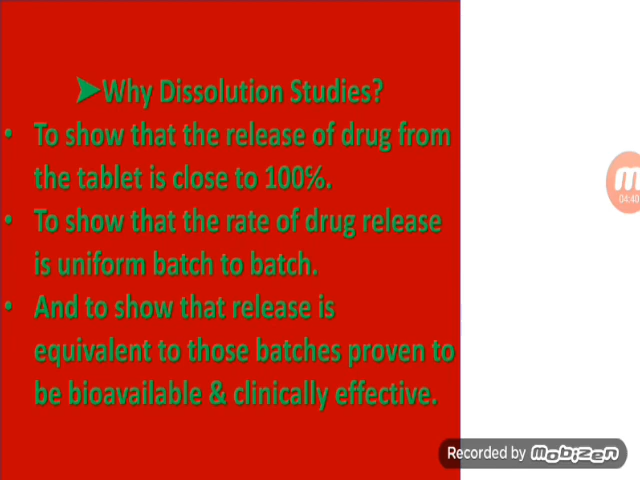 ➤Why Dissolution Studies?
• To show that the release of drug from
the tablet is close to 100%.
• To show that the rate of drug release
is uniform batch to batch.
• And to show that release is
equivalent to those batches proven to
be bioavailable & clinically effective.
M
04:40
Recorded by mobizen